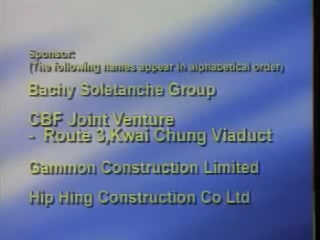 Sponsor:
(The following names appear in alphabetical order)
Bachy Soletanche Group
CBF Joint Venture
- Route 3,Kwai Chung Viaduct
Gammon Construction Limited
Hip Hing Construction Co Ltd